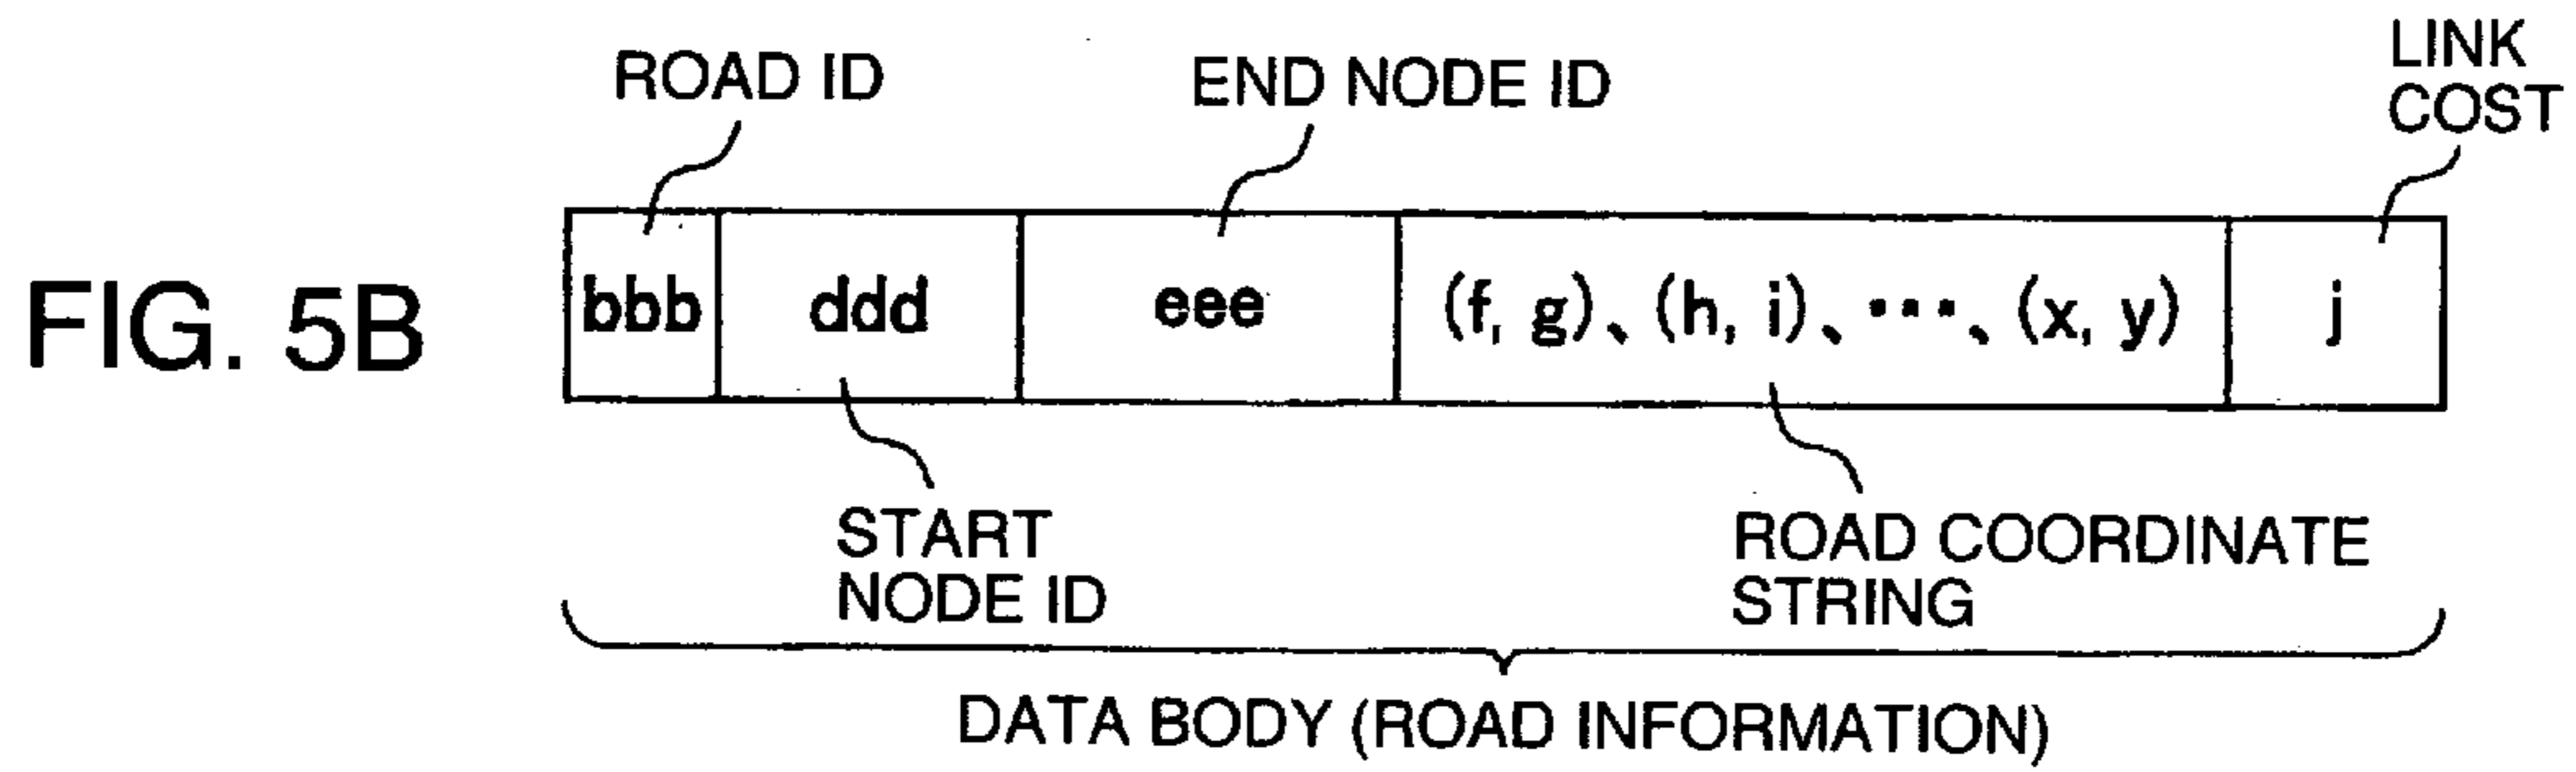 ROAD ID
END NODE ID
LINK
COST
FIG. 5B
bbb
ddd
eee
(f, g)、(h, i)、・・・、(x, y)
j
START
NODE ID
ROAD COORDINATE
STRING
DATA BODY (ROAD INFORMATION)